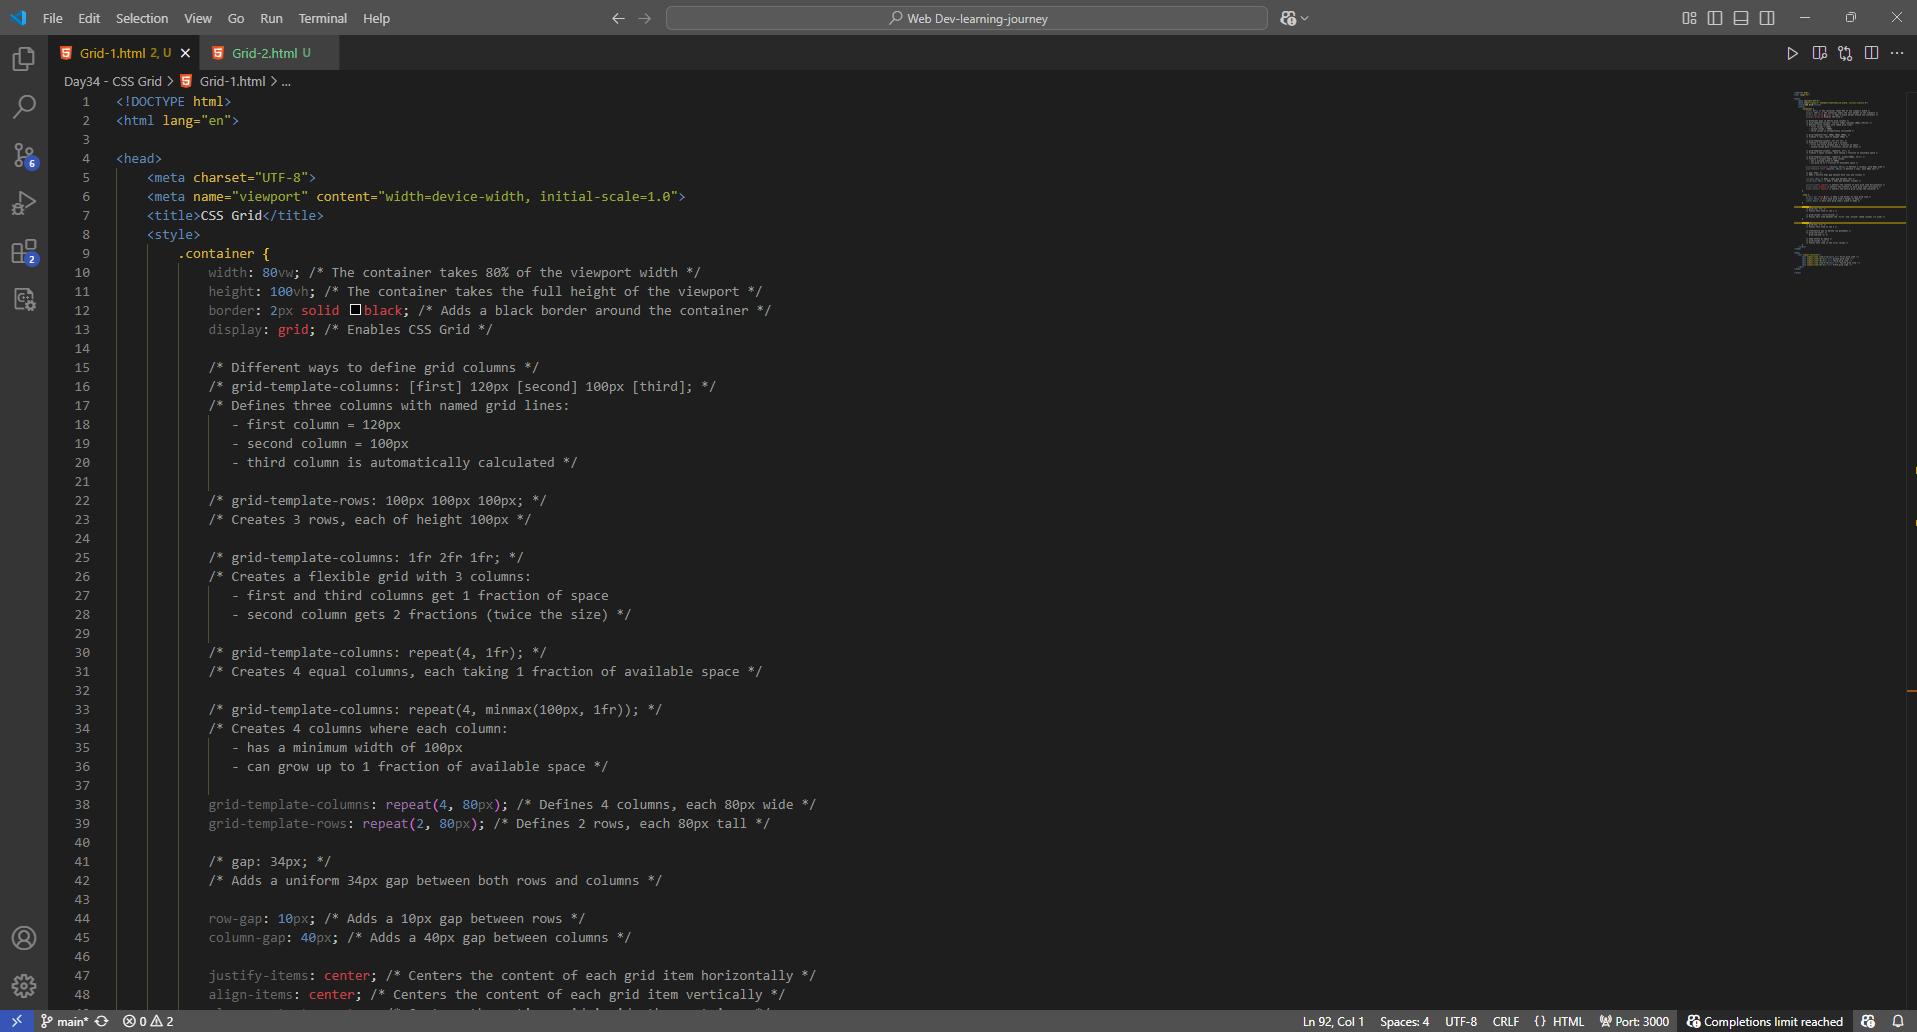 File Edit Selection View Go Run Terminal Help
Web Dev-learning-journey
Grid-1.html 2, U
Grid-2.html U
Day34 - CSS Grid > Grid-1.html > ...
1 <!DOCTYPE html>
2 <html lang="en">
3
4 <head>
5 <meta charset="UTF-8">
6 <meta name="viewport" content="width=device-width, initial-scale=1.0">
7 <title>CSS Grid</title>
8 <style>
9 .container {
10 width: 80vw; /* The container takes 80% of the viewport width */
11 height: 100vh; /* The container takes the full height of the viewport */
12 border: 2px solid black; /* Adds a black border around the container */
13 display: grid; /* Enables CSS Grid */
14
15 /* Different ways to define grid columns */
16 /* grid-template-columns: [first] 120px [second] 100px [third]; */
17 /* Defines three columns with named grid lines:
18 - first column = 120px
19 - second column = 100px
20 - third column is automatically calculated */
21
22 /* grid-template-rows: 100px 100px 100px; */
23 /* Creates 3 rows, each of height 100px */
24
25 /* grid-template-columns: 1fr 2fr 1fr; */
26 /* Creates a flexible grid with 3 columns:
27 - first and third columns get 1 fraction of space
28 - second column gets 2 fractions (twice the size) */
29
30 /* grid-template-columns: repeat(4, 1fr); */
31 /* Creates 4 equal columns, each taking 1 fraction of available space */
32
33 /* grid-template-columns: repeat(4, minmax(100px, 1fr)); */
34 /* Creates 4 columns where each column:
35 - has a minimum width of 100px
36 - can grow up to 1 fraction of available space */
37
38 grid-template-columns: repeat(4, 80px); /* Defines 4 columns, each 80px wide */
39 grid-template-rows: repeat(2, 80px); /* Defines 2 rows, each 80px tall */
40
41 /* gap: 34px; */
42 /* Adds a uniform 34px gap between both rows and columns */
43
44 row-gap: 10px; /* Adds a 10px gap between rows */
45 column-gap: 40px; /* Adds a 40px gap between columns */
46
47 justify-items: center; /* Centers the content of each grid item horizontally */
48 align-items: center; /* Centers the content of each grid item vertically */
6
2
main* 0 2
Ln 92, Col 1 Spaces: 4 UTF-8 CRLF {} HTML Port: 3000 Completions limit reached